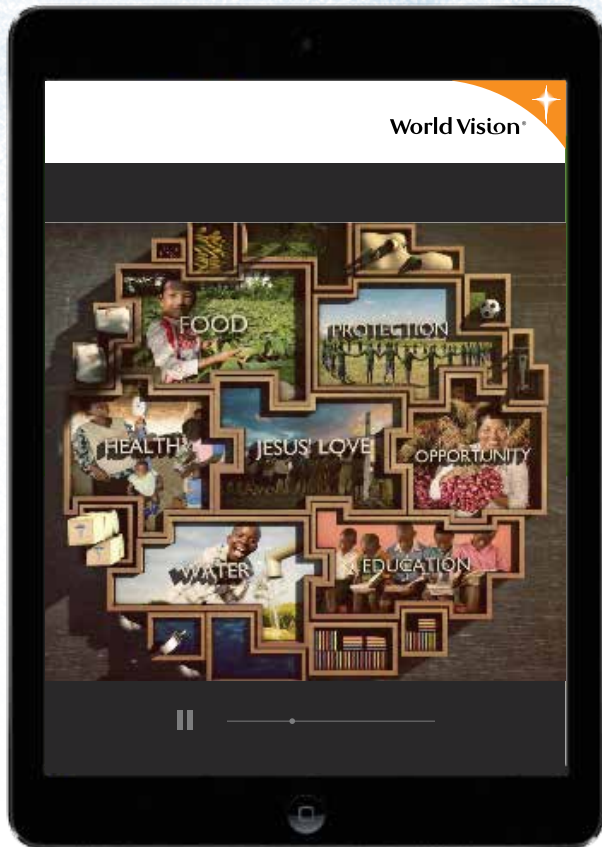 World Vision®
FOOD
PROTECTION
HEALTH
JESUS' LOVE
OPPORTUNITY
WATER
EDUCATION